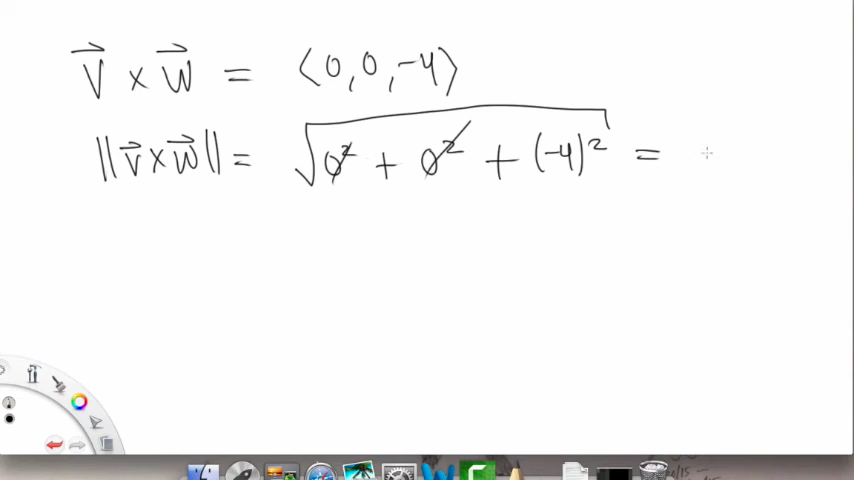 v⃗ × w⃗ = ⟨0, 0, -4⟩
||v⃗ × w⃗|| = √(0² + 0² + (-4)²) =